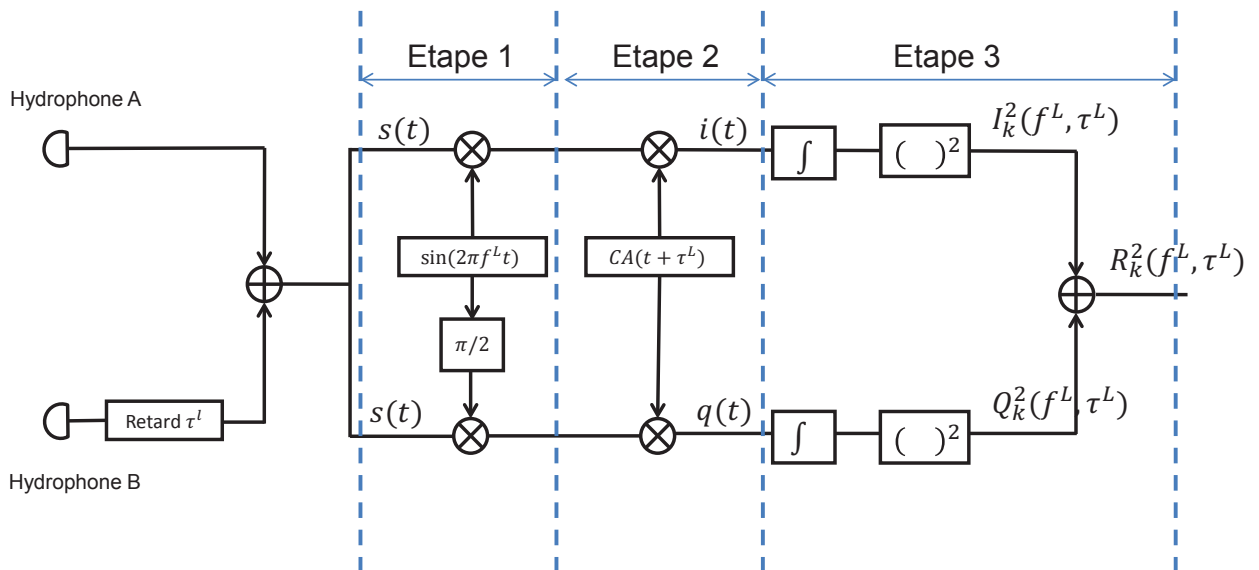 Etape 1
Etape 2
Etape 3
Hydrophone A
s(t)
i(t)
∫
( )²
I_k^2(f^L, τ^L)
sin(2πf^L t)
CA(t + τ^L)
R_k^2(f^L, τ^L)
π/2
Retard τ^l
s(t)
q(t)
∫
( )²
Q_k^2(f^L, τ^L)
Hydrophone B